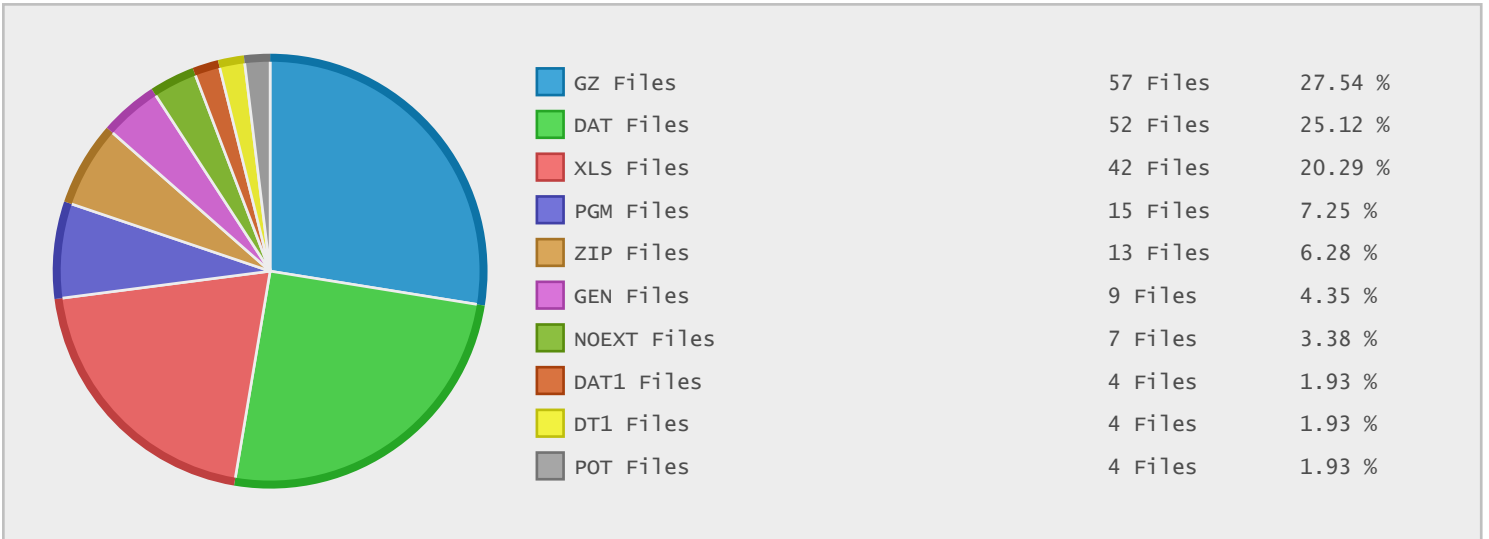 GZ Files 57 Files 27.54 %
DAT Files 52 Files 25.12 %
XLS Files 42 Files 20.29 %
PGM Files 15 Files 7.25 %
ZIP Files 13 Files 6.28 %
GEN Files 9 Files 4.35 %
NOEXT Files 7 Files 3.38 %
DAT1 Files 4 Files 1.93 %
DT1 Files 4 Files 1.93 %
POT Files 4 Files 1.93 %